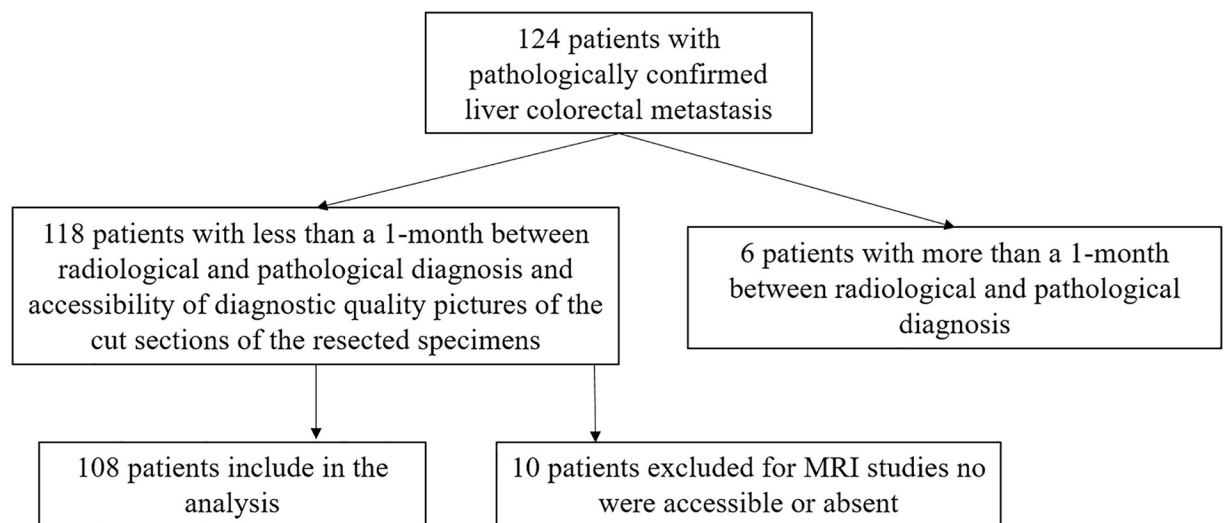 124 patients with
pathologically confirmed
liver colorectal metastasis
118 patients with less than a 1-month between
radiological and pathological diagnosis and
accessibility of diagnostic quality pictures of the
cut sections of the resected specimens
6 patients with more than a 1-month
between radiological and pathological
diagnosis
108 patients include in the
analysis
10 patients excluded for MRI studies no
were accessible or absent